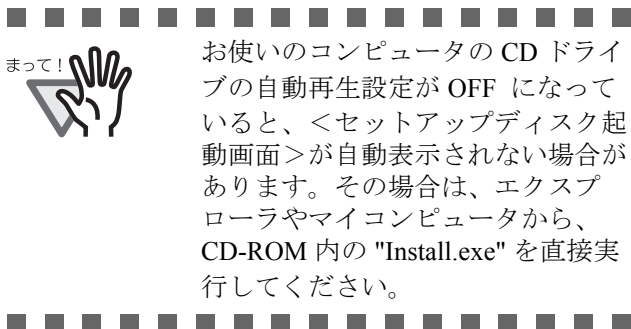 まって！
お使いのコンピュータの CD ドライ
ブの自動再生設定が OFF になって
いると、＜セットアップディスク起
動画面＞が自動表示されない場合が
あります。その場合は、エクスプ
ローラやマイコンピュータから、
CD-ROM 内の "Install.exe" を直接実
行してください。